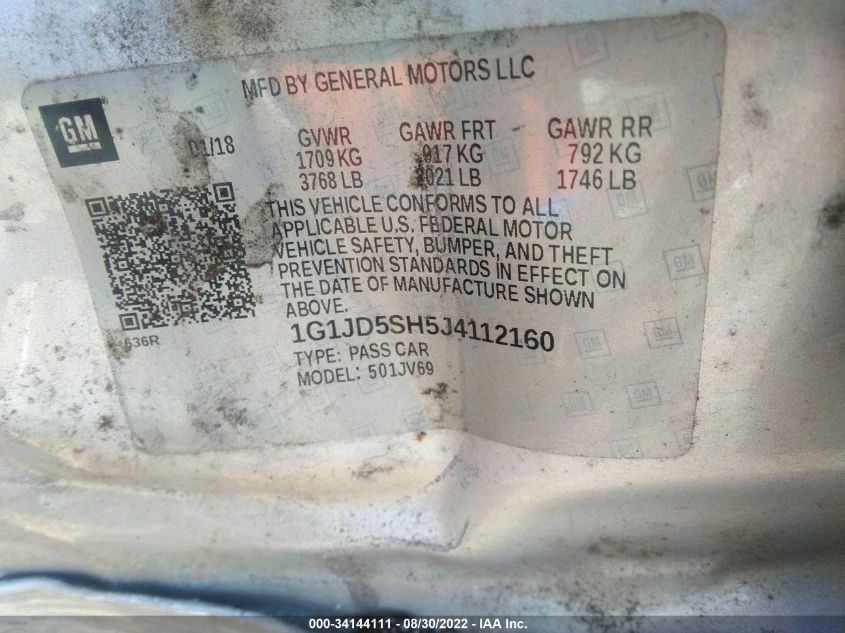 MFD BY GENERAL MOTORS LLC
GM
01/18
GVWR GAWR FRT GAWR RR
1709 KG 917 KG 792 KG
3768 LB 2021 LB 1746 LB
THIS VEHICLE CONFORMS TO ALL
APPLICABLE U.S. FEDERAL MOTOR
VEHICLE SAFETY, BUMPER, AND THEFT
PREVENTION STANDARDS IN EFFECT ON
THE DATE OF MANUFACTURE SHOWN
ABOVE.
636R
1G1JD5SH5J4112160
TYPE: PASS CAR
MODEL: 501JV69
000-34144111 - 08/30/2022 - IAA Inc.